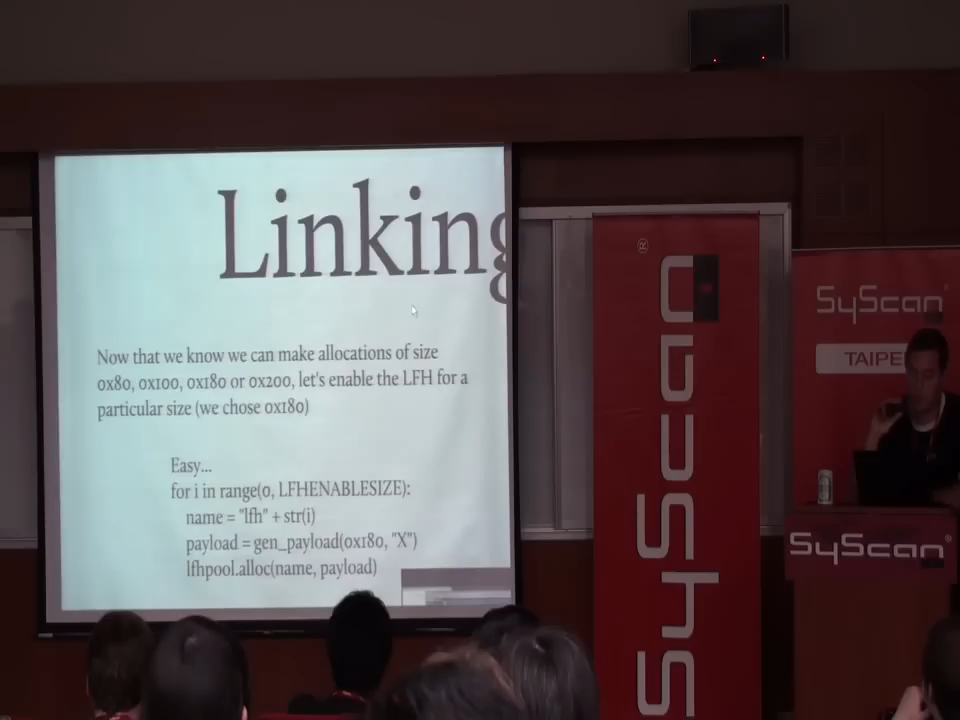 Linking
Now that we know we can make allocations of size
0x80, 0x100, 0x180 or 0x200, let's enable the LFH for a
particular size (we chose 0x180)
Easy...
for i in range(0, LFHENABLESIZE):
name = "lfh" + str(i)
payload = gen_payload(0x180, "X")
lfhpool.alloc(name, payload)
SyScan®
SyScan
TAIPE
SyScan®
SyS